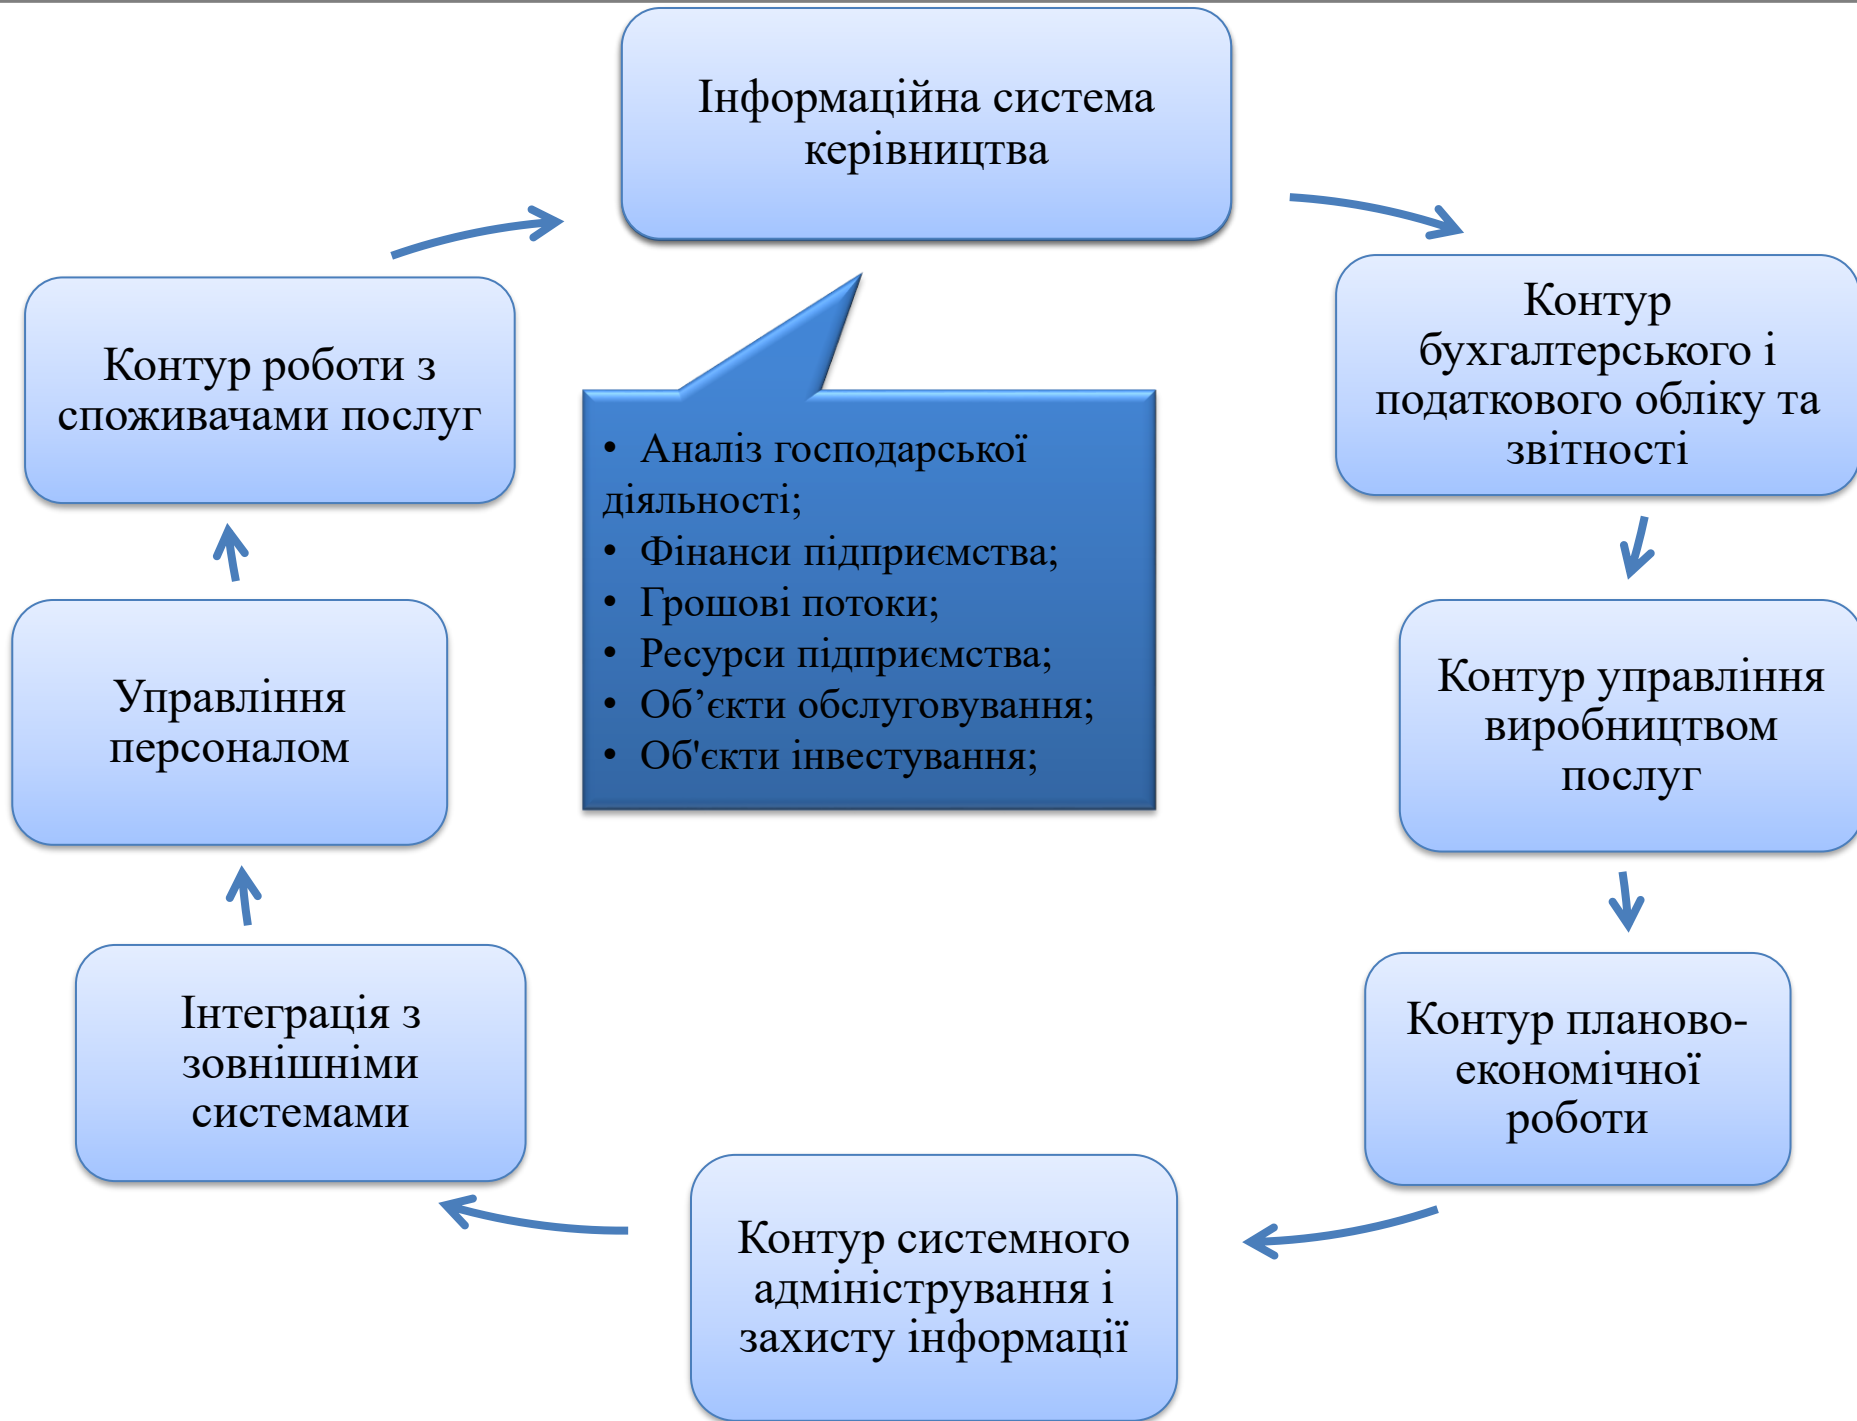 Інформаційна система
керівництва
Контур
бухгалтерського і
податкового обліку та
звітності
Контур управління
виробництвом
послуг
Контур планово-
економічної
роботи
Контур системного
адміністрування і
захисту інформації
Інтеграція з
зовнішніми
системами
Управління
персоналом
Контур роботи з
споживачами послуг
• Аналіз господарської
діяльності;
• Фінанси підприємства;
• Грошові потоки;
• Ресурси підприємства;
• Об’єкти обслуговування;
• Об'єкти інвестування;